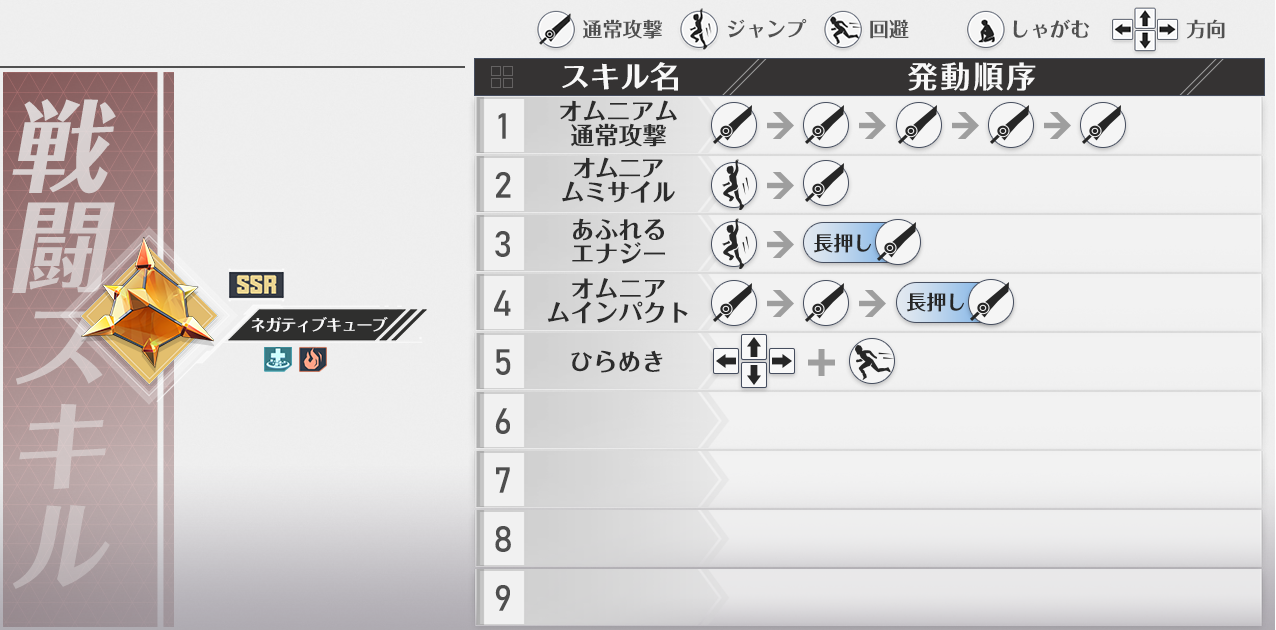 通常攻撃 ジャンプ 回避 しゃがむ 方向
戦闘スキル
SSR
ネガティブキューブ
スキル名 発動順序
1 オムニアム
通常攻撃
2 オムニア
ムミサイル
3 あふれる
エナジー 長押し
4 オムニア
ムインパクト 長押し
5 ひらめき
6
7
8
9